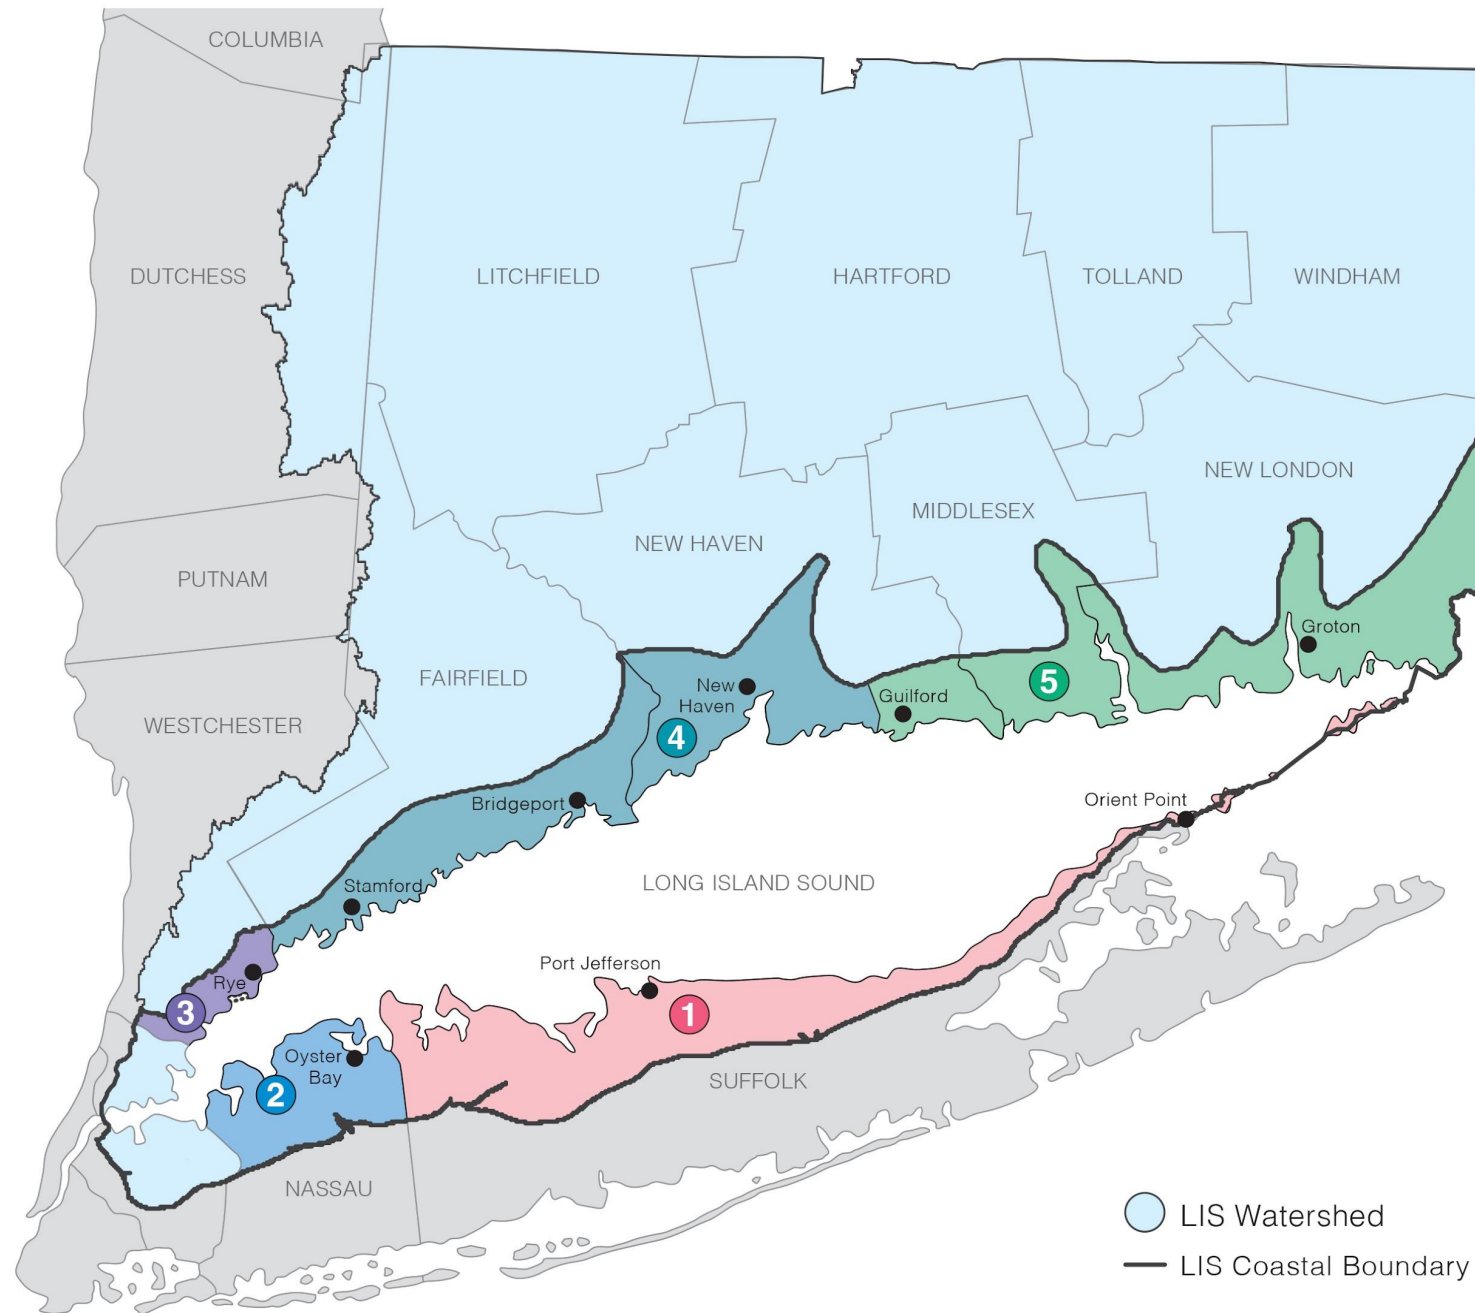 COLUMBIA
DUTCHESS
LITCHFIELD
HARTFORD
TOLLAND
WINDHAM
NEW LONDON
MIDDLESEX
NEW HAVEN
PUTNAM
Groton
FAIRFIELD
5
New
Haven
Guilford
WESTCHESTER
4
Bridgeport
Orient Point
Stamford
LONG ISLAND SOUND
Port Jefferson
Rye
3
1
Oyster
Bay
2
SUFFOLK
NASSAU
LIS Watershed
LIS Coastal Boundary